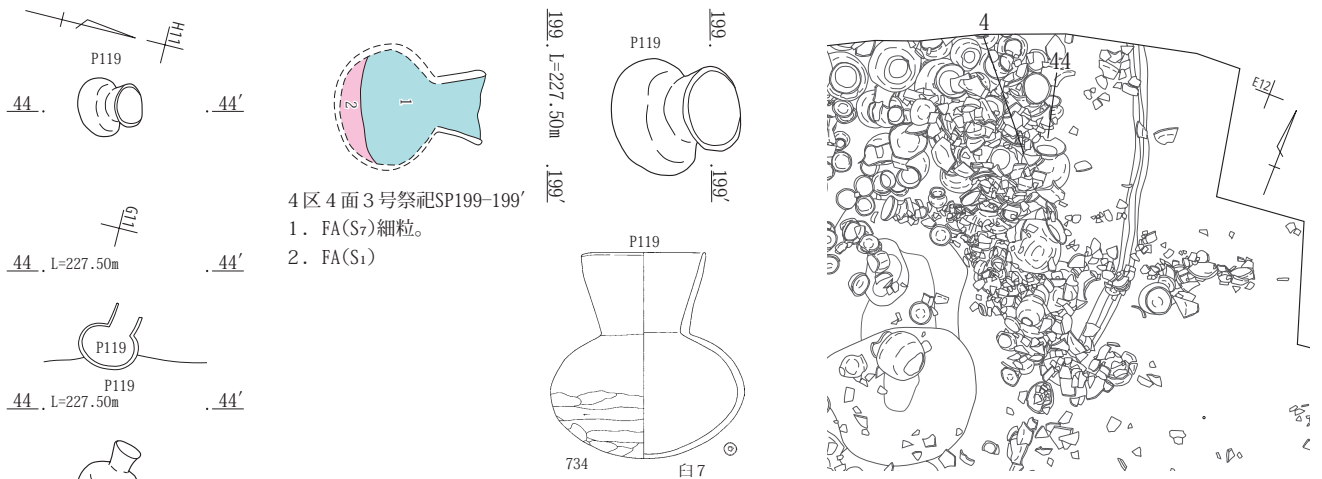 H11
P119
44 . . 44′
G11
44 . L=227.50m . 44′
P119
P119
44 . L=227.50m . 44′
1
2
4区4面3号祭祀SP199-199′
1. FA(S₇)細粒。
2. FA(S₁)
199 . L=227.50m . 199′
P119
199 . . 199′
P119
734
臼7
4
44
E12